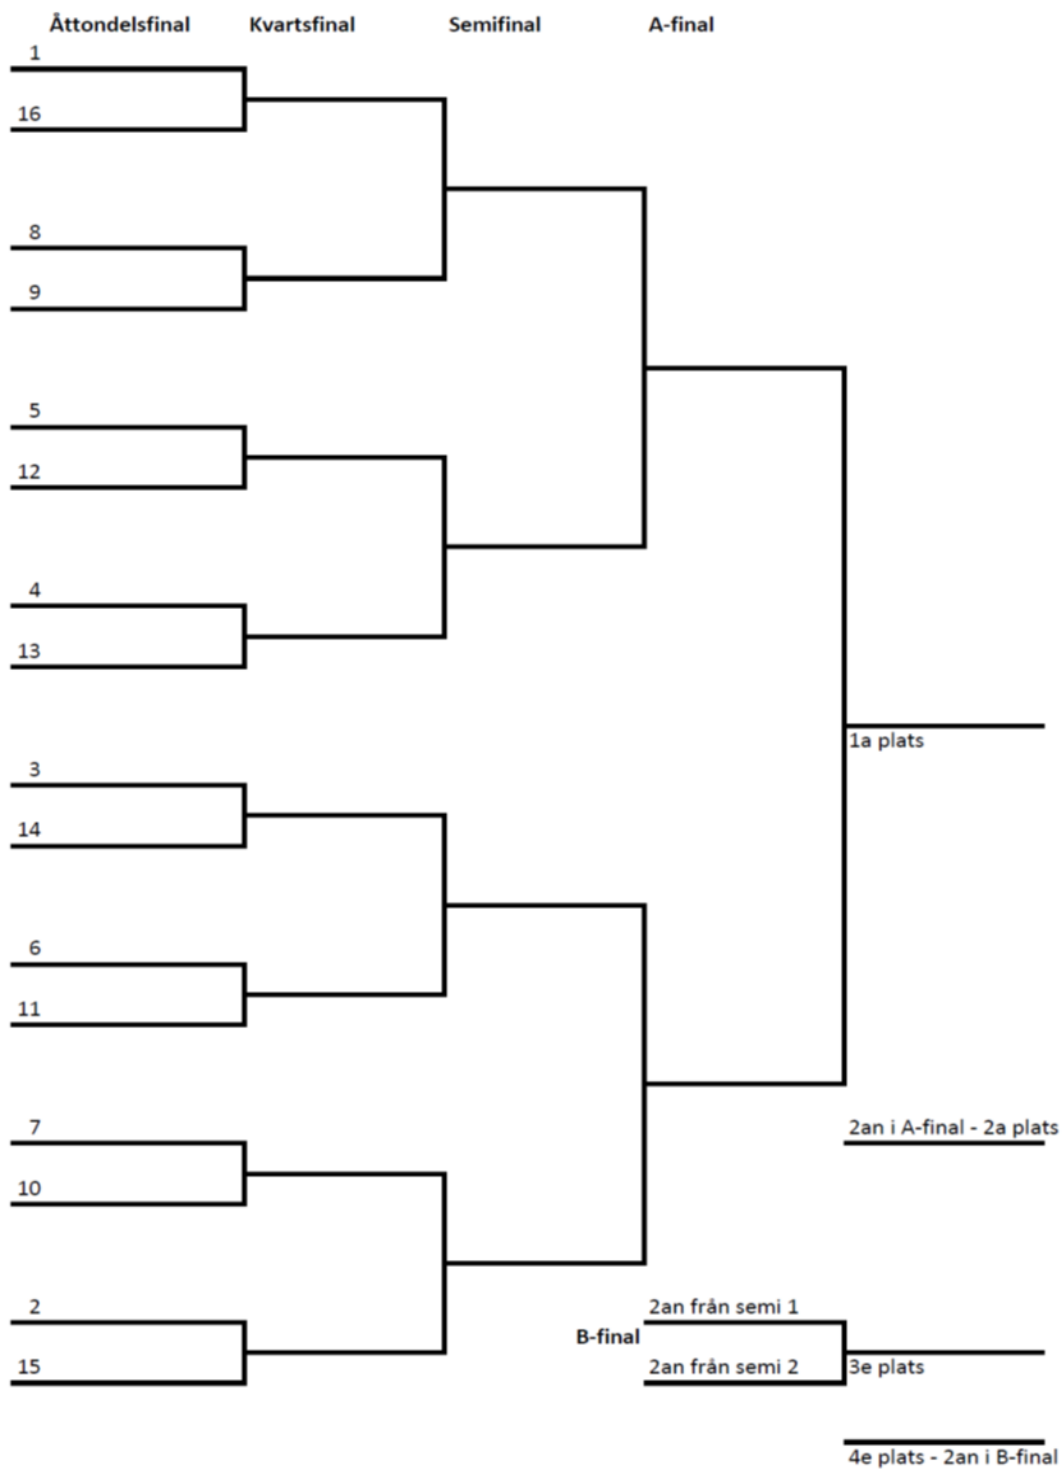 Åttondelsfinal Kvartsfinal Semifinal A-final
1
16
8
9
5
12
4
13
1a plats
3
14
6
11
7
2an i A-final - 2a plats
10
2
2an från semi 1
B-final
15
2an från semi 2
3e plats
4e plats - 2an i B-final